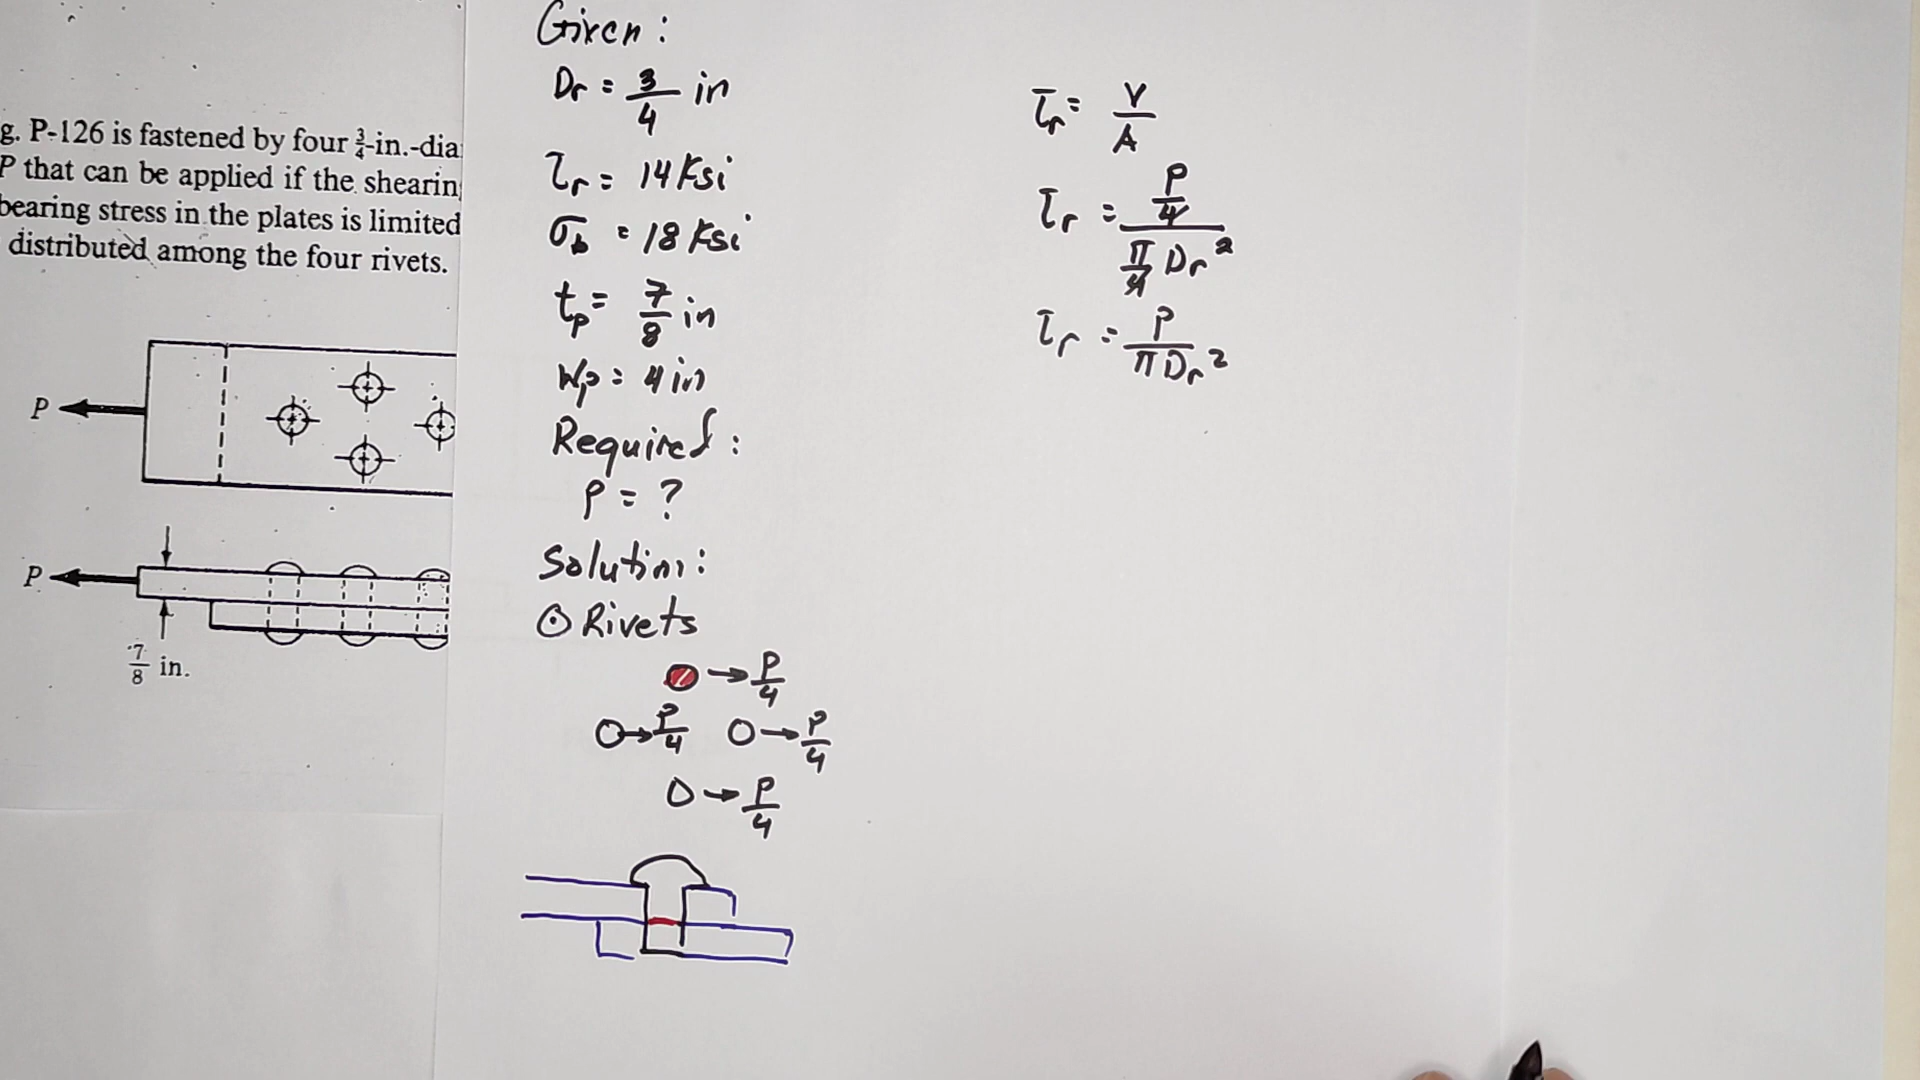 g. P-126 is fastened by four 3/4-in.-dia
P that can be applied if the shearin
bearing stress in the plates is limited
distributed among the four rivets.
P
P
7/8 in.
Given:
Dr = 3/4 in
τr = 14 Ksi
σb = 18 Ksi
tp = 7/8 in
Wp = 4 in
Required:
P = ?
Solution:
⊙ Rivets
→ P/4
→ P/4 → P/4
→ P/4
τr = V/A
τr = (P/4)/(π/4 Dr²)
τr = P/(π Dr²)